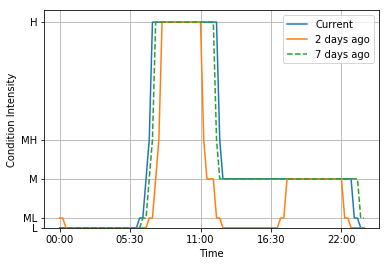 H
MH
M
ML
L
Condition Intensity
Current
2 days ago
7 days ago
00:00 05:30 11:00 16:30 22:00
Time